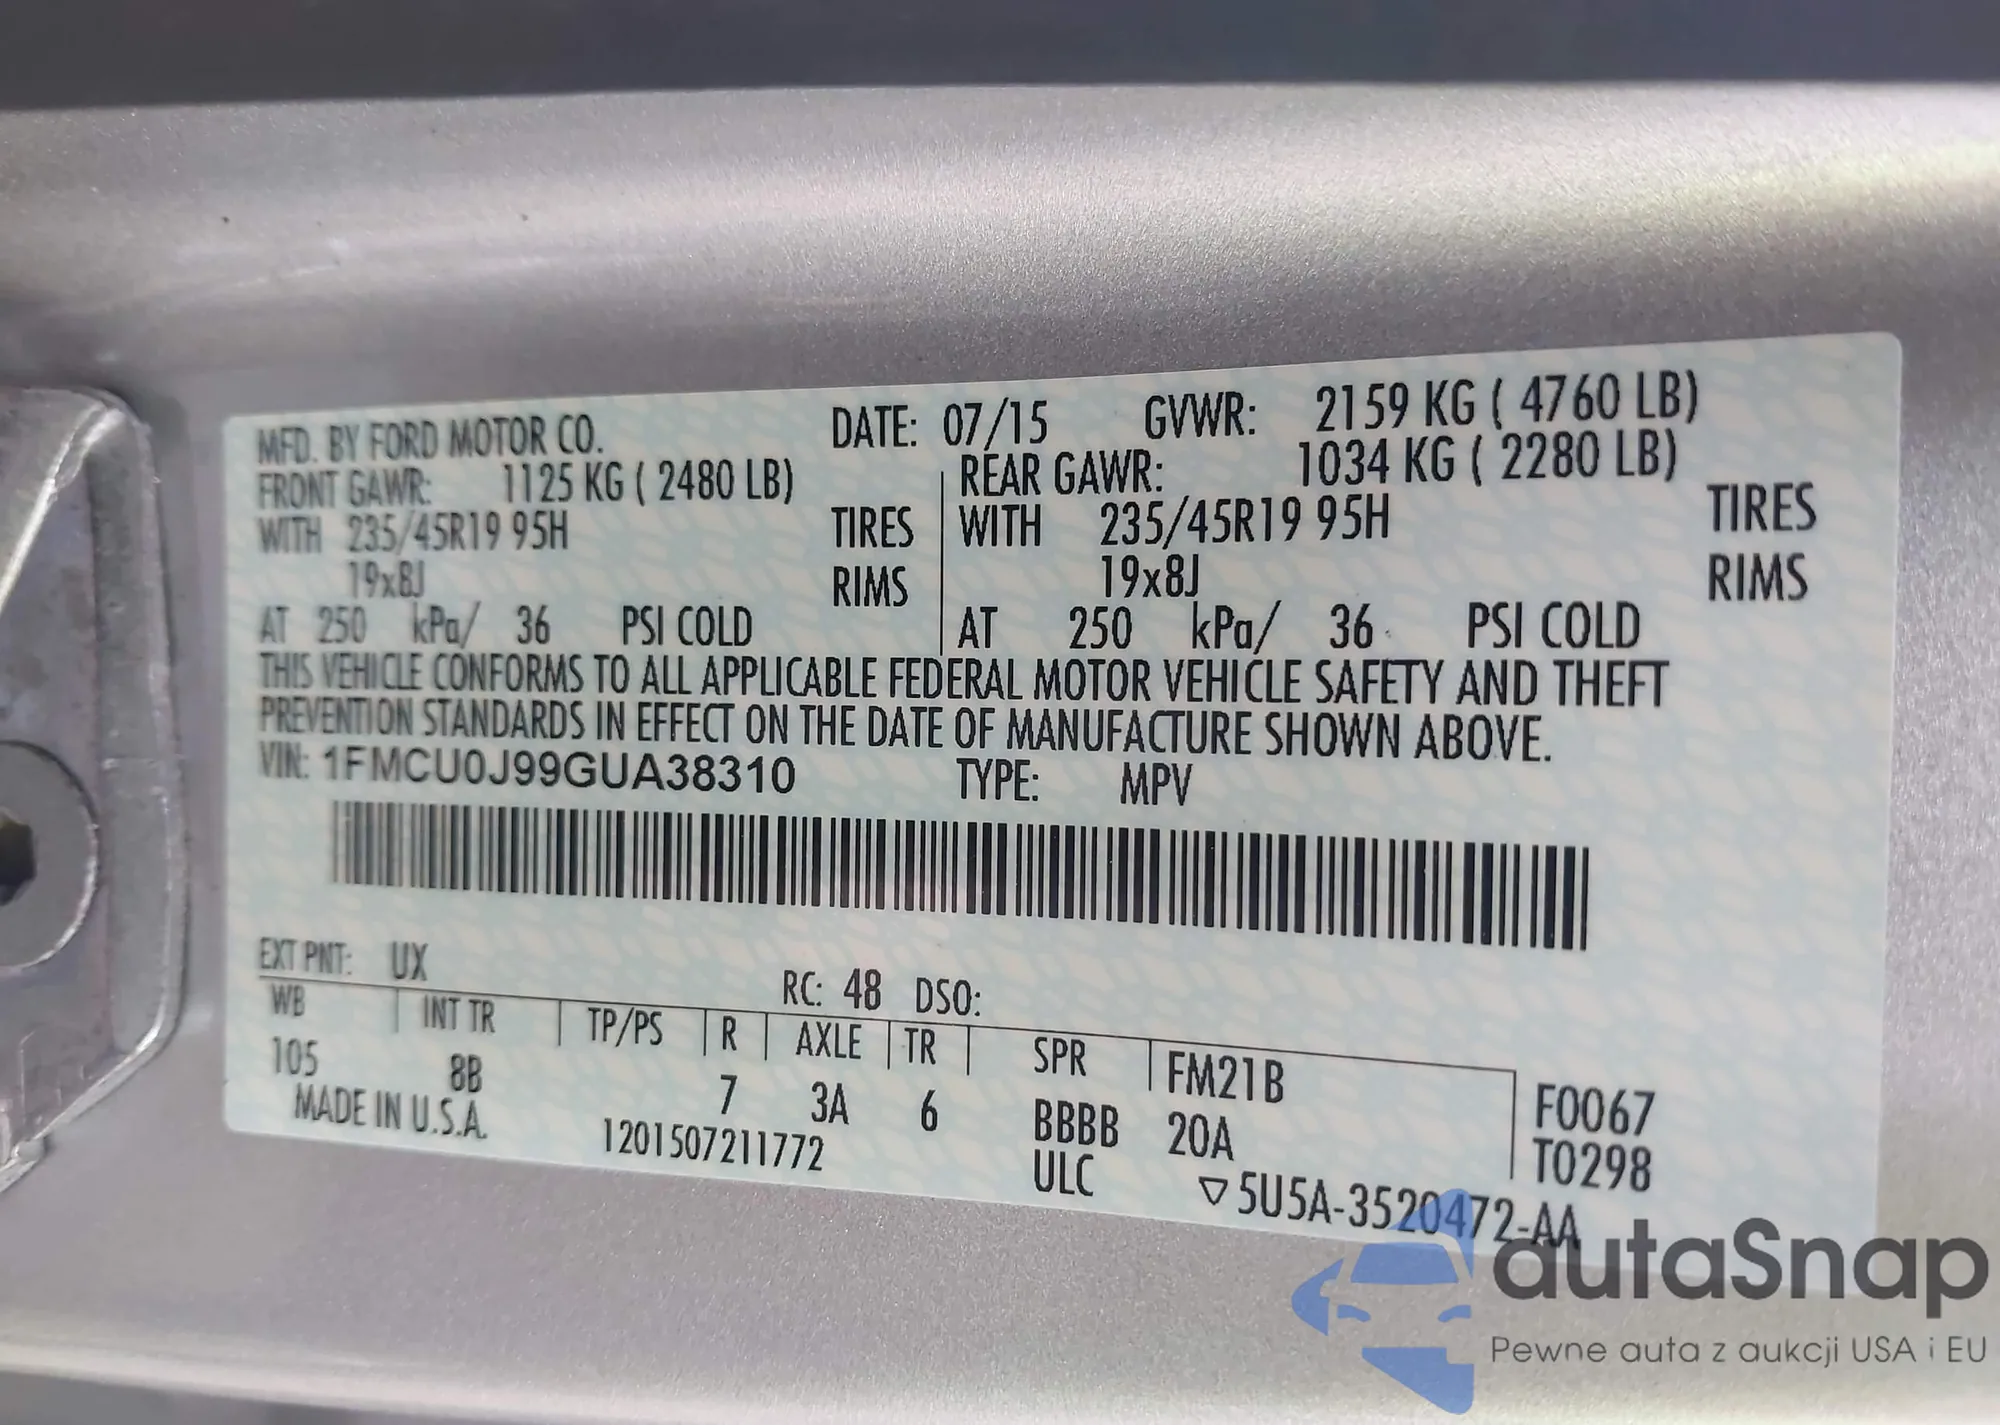 MFD. BY FORD MOTOR CO. DATE: 07/15 GVWR: 2159 KG ( 4760 LB)
FRONT GAWR: 1125 KG ( 2480 LB) REAR GAWR: 1034 KG ( 2280 LB)
WITH 235/45R19 95H TIRES WITH 235/45R19 95H TIRES
19x8J RIMS 19x8J RIMS
AT 250 kPa/ 36 PSI COLD AT 250 kPa/ 36 PSI COLD
THIS VEHICLE CONFORMS TO ALL APPLICABLE FEDERAL MOTOR VEHICLE SAFETY AND THEFT
PREVENTION STANDARDS IN EFFECT ON THE DATE OF MANUFACTURE SHOWN ABOVE.
VIN: 1FMCU0J99GUA38310 TYPE: MPV
EXT PNT: UX RC: 48 DSO:
WB INT TR TP/PS R AXLE TR SPR FM21B F0067
105 8B 7 3A 6 BBBB 20A T0298
MADE IN U.S.A. 1201507211772 ULC ▽5U5A-3520472-AA
autaSnap
Pewne auta z aukcji USA i EU